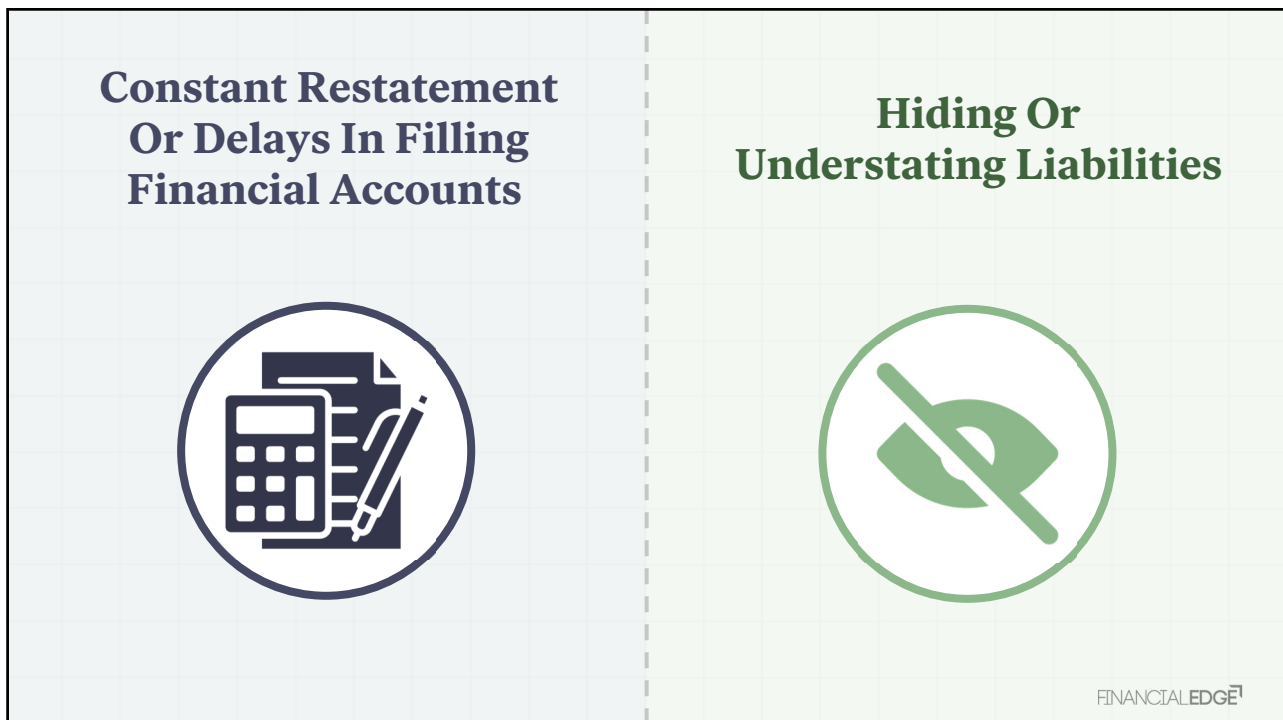 Constant Restatement
Or Delays In Filling
Financial Accounts
Hiding Or
Understating Liabilities
FINANCIALEDGE